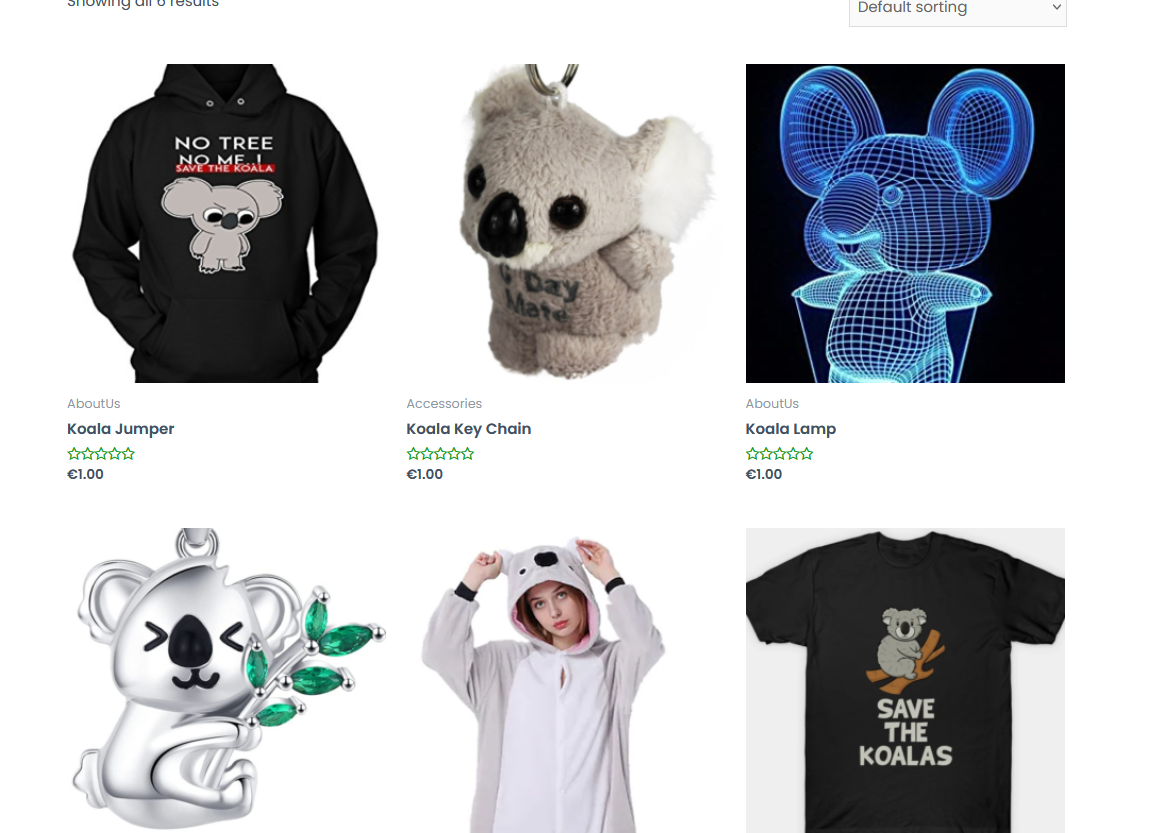 Showing all 6 results
Default sorting
NO TREE
NO ME !
SAVE THE KOALA
G'Day
Mate
AboutUs
Koala Jumper
€1.00
Accessories
Koala Key Chain
€1.00
AboutUs
Koala Lamp
€1.00
SAVE
THE
KOALAS